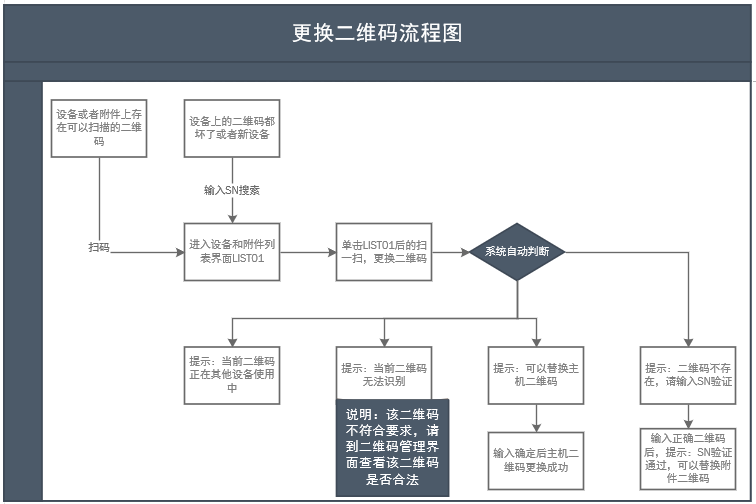 更换二维码流程图
设备或者附件上存
在可以扫描的二维
码
设备上的二维码都
坏了或者新设备
输入SN搜索
扫码
进入设备和附件列
表界面LIST01
单击LIST01后的扫
一扫，更换二维码
系统自动判断
提示：当前二维码
正在其他设备使用
中
提示：当前二维码
无法识别
说明：该二维码
不符合要求，请
到二维码管理界
面查看该二维码
是否合法
提示：可以替换主
机二维码
输入确定后主机二
维码更换成功
提示：二维码不存
在，请输入SN验证
输入正确二维码
后，提示：SN验证
通过，可以替换附
件二维码